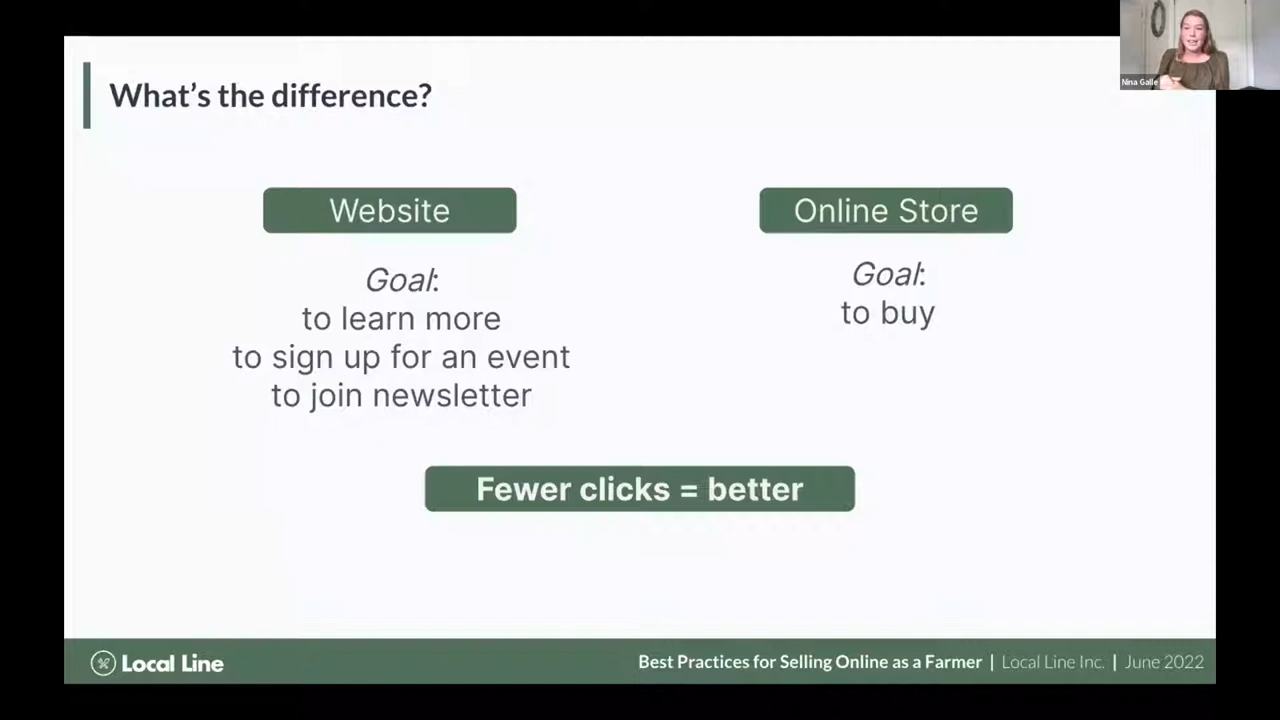 What's the difference?
Nina Galle
Website
Goal:
to learn more
to sign up for an event
to join newsletter
Online Store
Goal:
to buy
Fewer clicks = better
Local Line
Best Practices for Selling Online as a Farmer | Local Line Inc. | June 2022